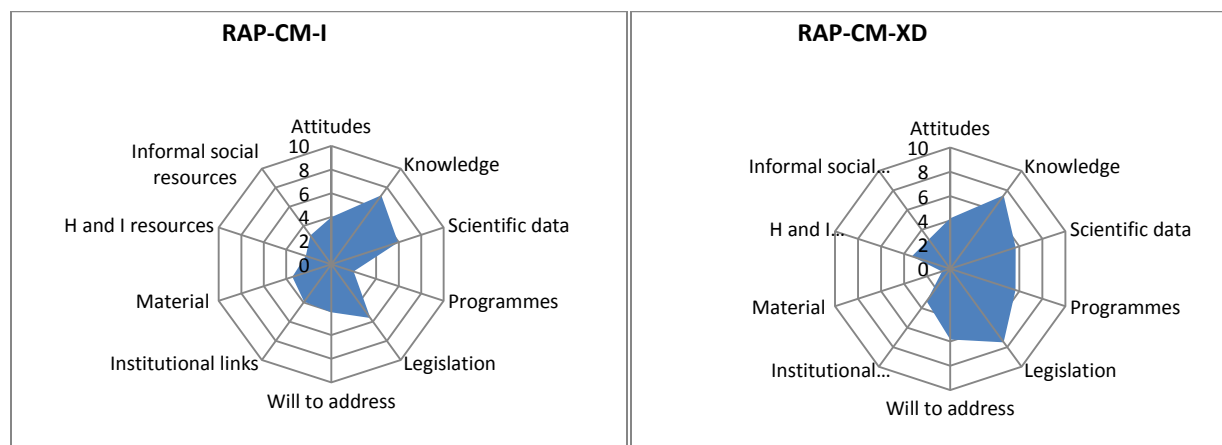 RAP-CM-I
Attitudes
Knowledge
Scientific data
Programmes
Legislation
Will to address
Institutional links
Material
H and I resources
Informal social
resources
10
8
6
4
2
0
RAP-CM-XD
Attitudes
Knowledge
Scientific data
Programmes
Legislation
Will to address
Institutional...
Material
H and I...
Informal social...
10
8
6
4
2
0